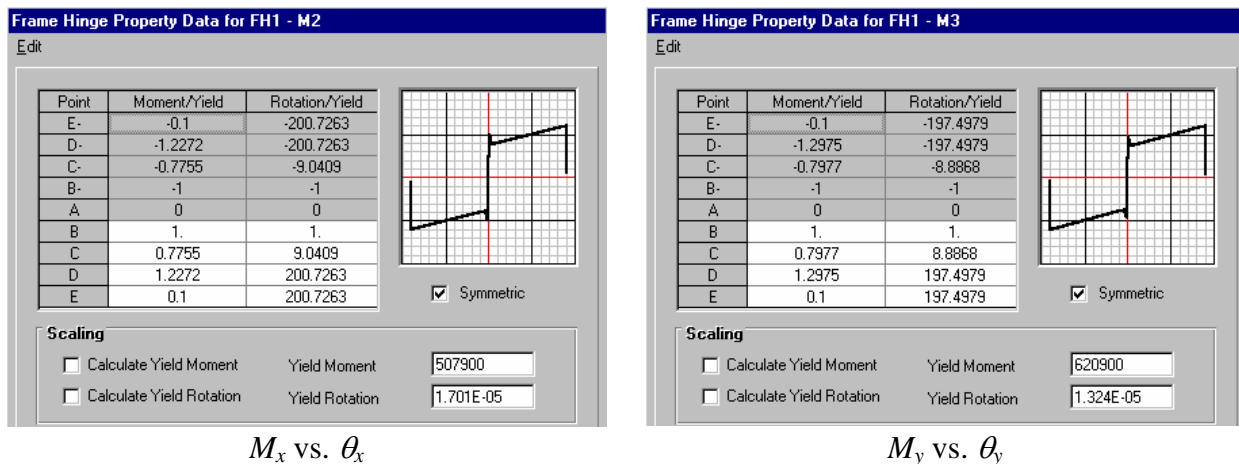 Frame Hinge Property Data for FH1 - M2
Edit
Point Moment/Yield Rotation/Yield
E- -0.1 -200.7263
D- -1.2272 -200.7263
C- -0.7755 -9.0409
B- -1 -1
A 0 0
B 1. 1.
C 0.7755 9.0409
D 1.2272 200.7263
E 0.1 200.7263
Symmetric
Scaling
Calculate Yield Moment Yield Moment 507900
Calculate Yield Rotation Yield Rotation 1.701E-05
Mx vs. θx
Frame Hinge Property Data for FH1 - M3
Edit
Point Moment/Yield Rotation/Yield
E- -0.1 -197.4979
D- -1.2975 -197.4979
C- -0.7977 -8.8868
B- -1 -1
A 0 0
B 1. 1.
C 0.7977 8.8868
D 1.2975 197.4979
E 0.1 197.4979
Symmetric
Scaling
Calculate Yield Moment Yield Moment 620900
Calculate Yield Rotation Yield Rotation 1.324E-05
My vs. θy